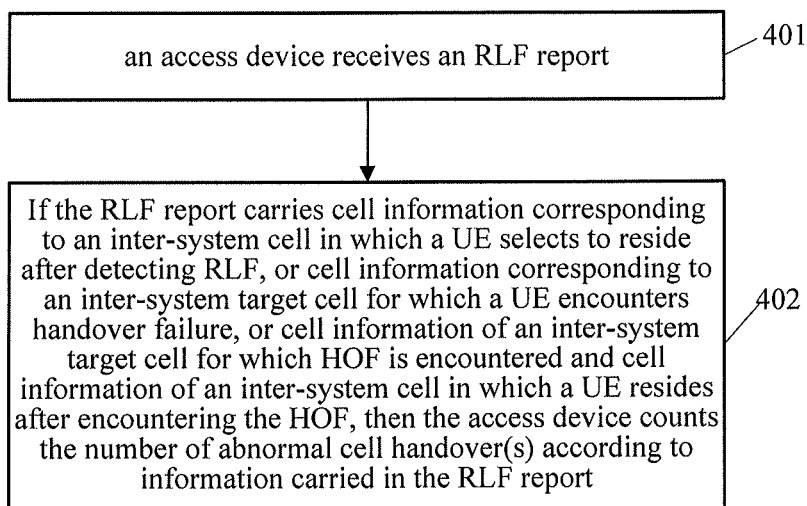 an access device receives an RLF report
401
If the RLF report carries cell information corresponding
to an inter-system cell in which a UE selects to reside
after detecting RLF, or cell information corresponding to
an inter-system target cell for which a UE encounters
handover failure, or cell information of an inter-system
target cell for which HOF is encountered and cell
information of an inter-system cell in which a UE resides
after encountering the HOF, then the access device counts
the number of abnormal cell handover(s) according to
information carried in the RLF report
402